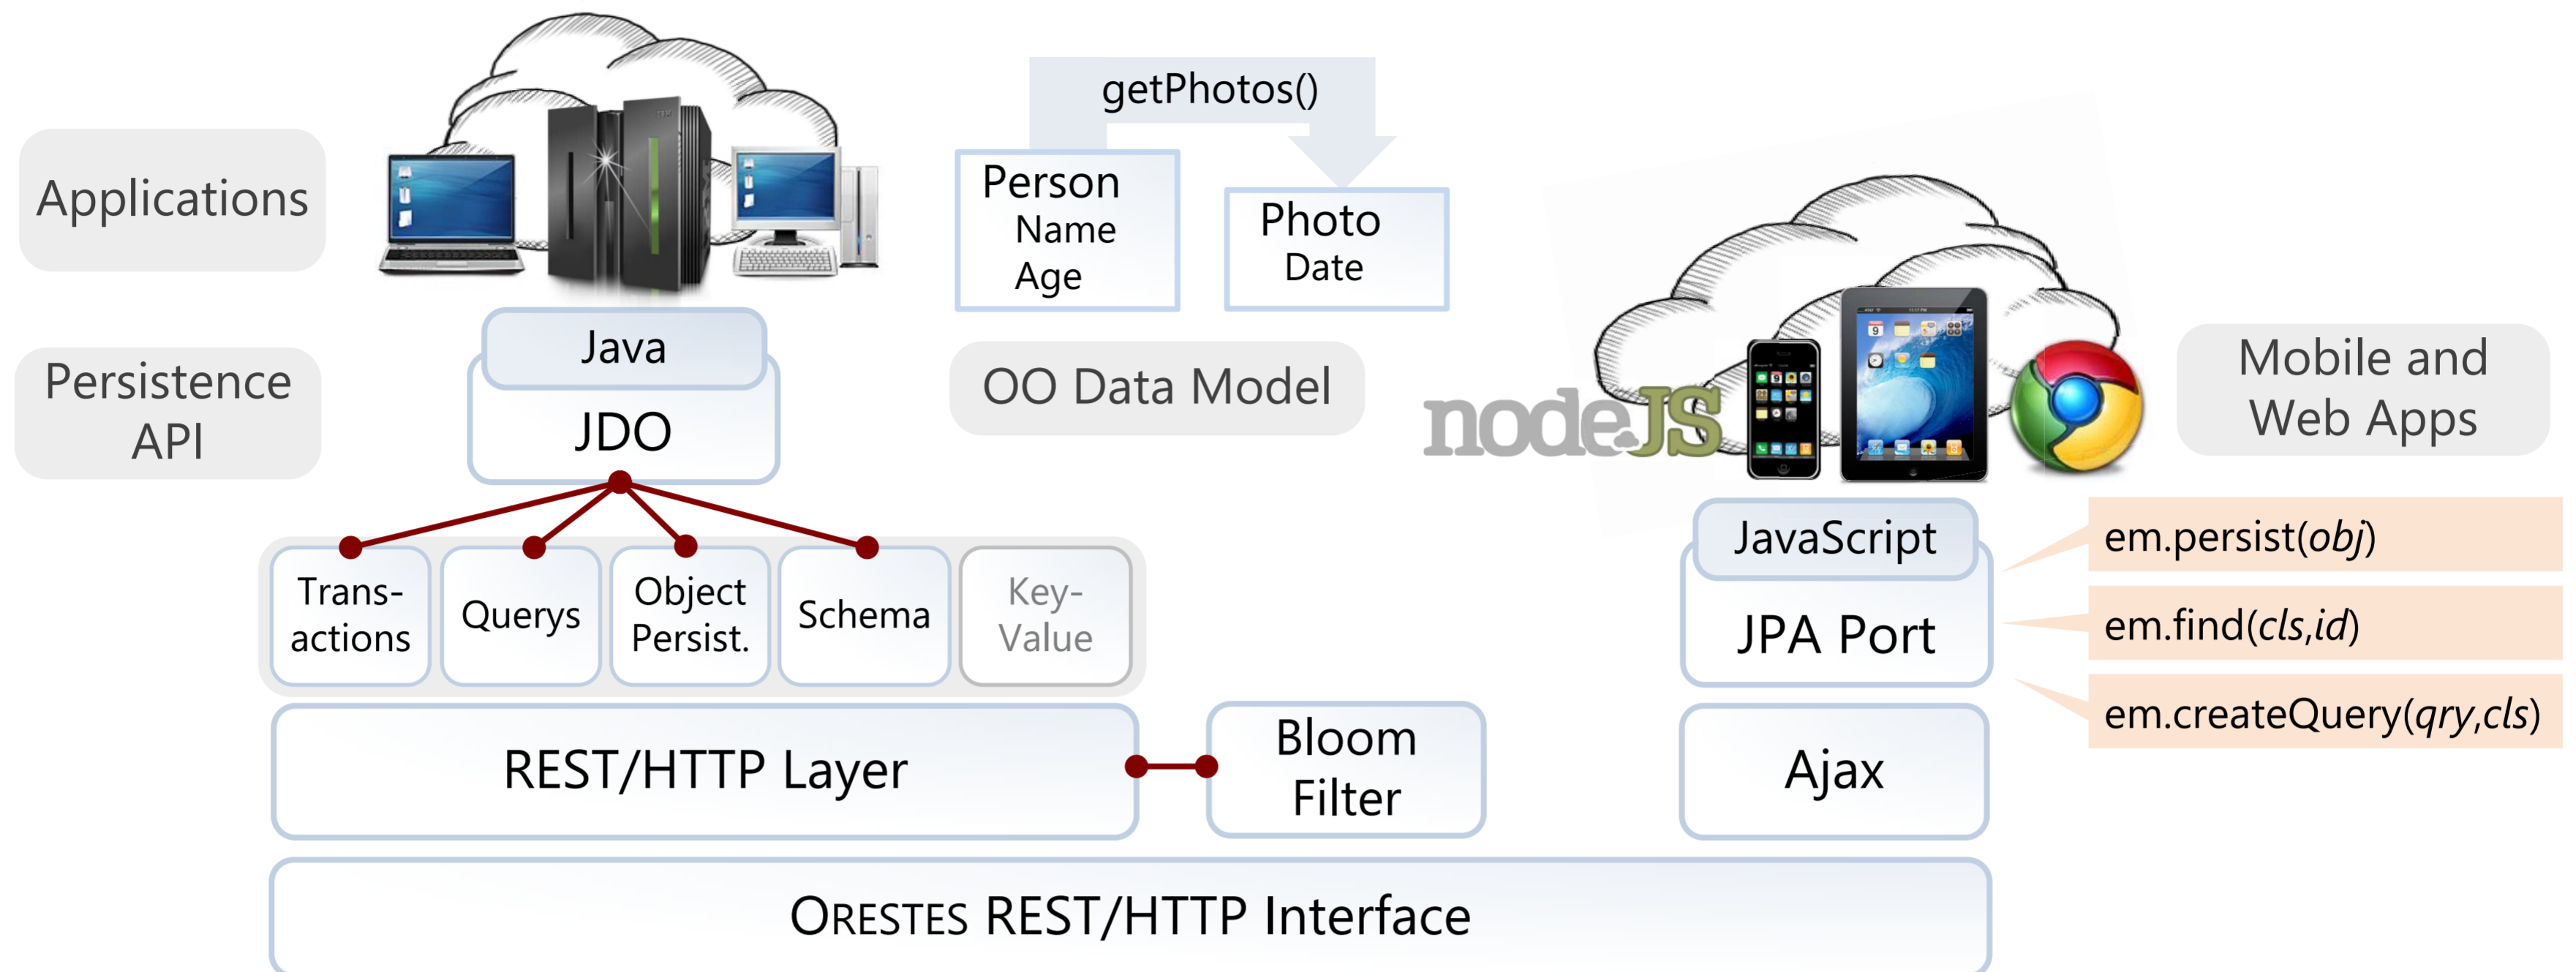 Applications
getPhotos()
Person
Name
Age
Photo
Date
Persistence
API
Java
JDO
OO Data Model
nodeJS
Mobile and
Web Apps
Trans-
actions
Querys
Object
Persist.
Schema
Key-
Value
JavaScript
JPA Port
em.persist(obj)
em.find(cls,id)
em.createQuery(qry,cls)
REST/HTTP Layer
Bloom
Filter
Ajax
ORESTES REST/HTTP Interface